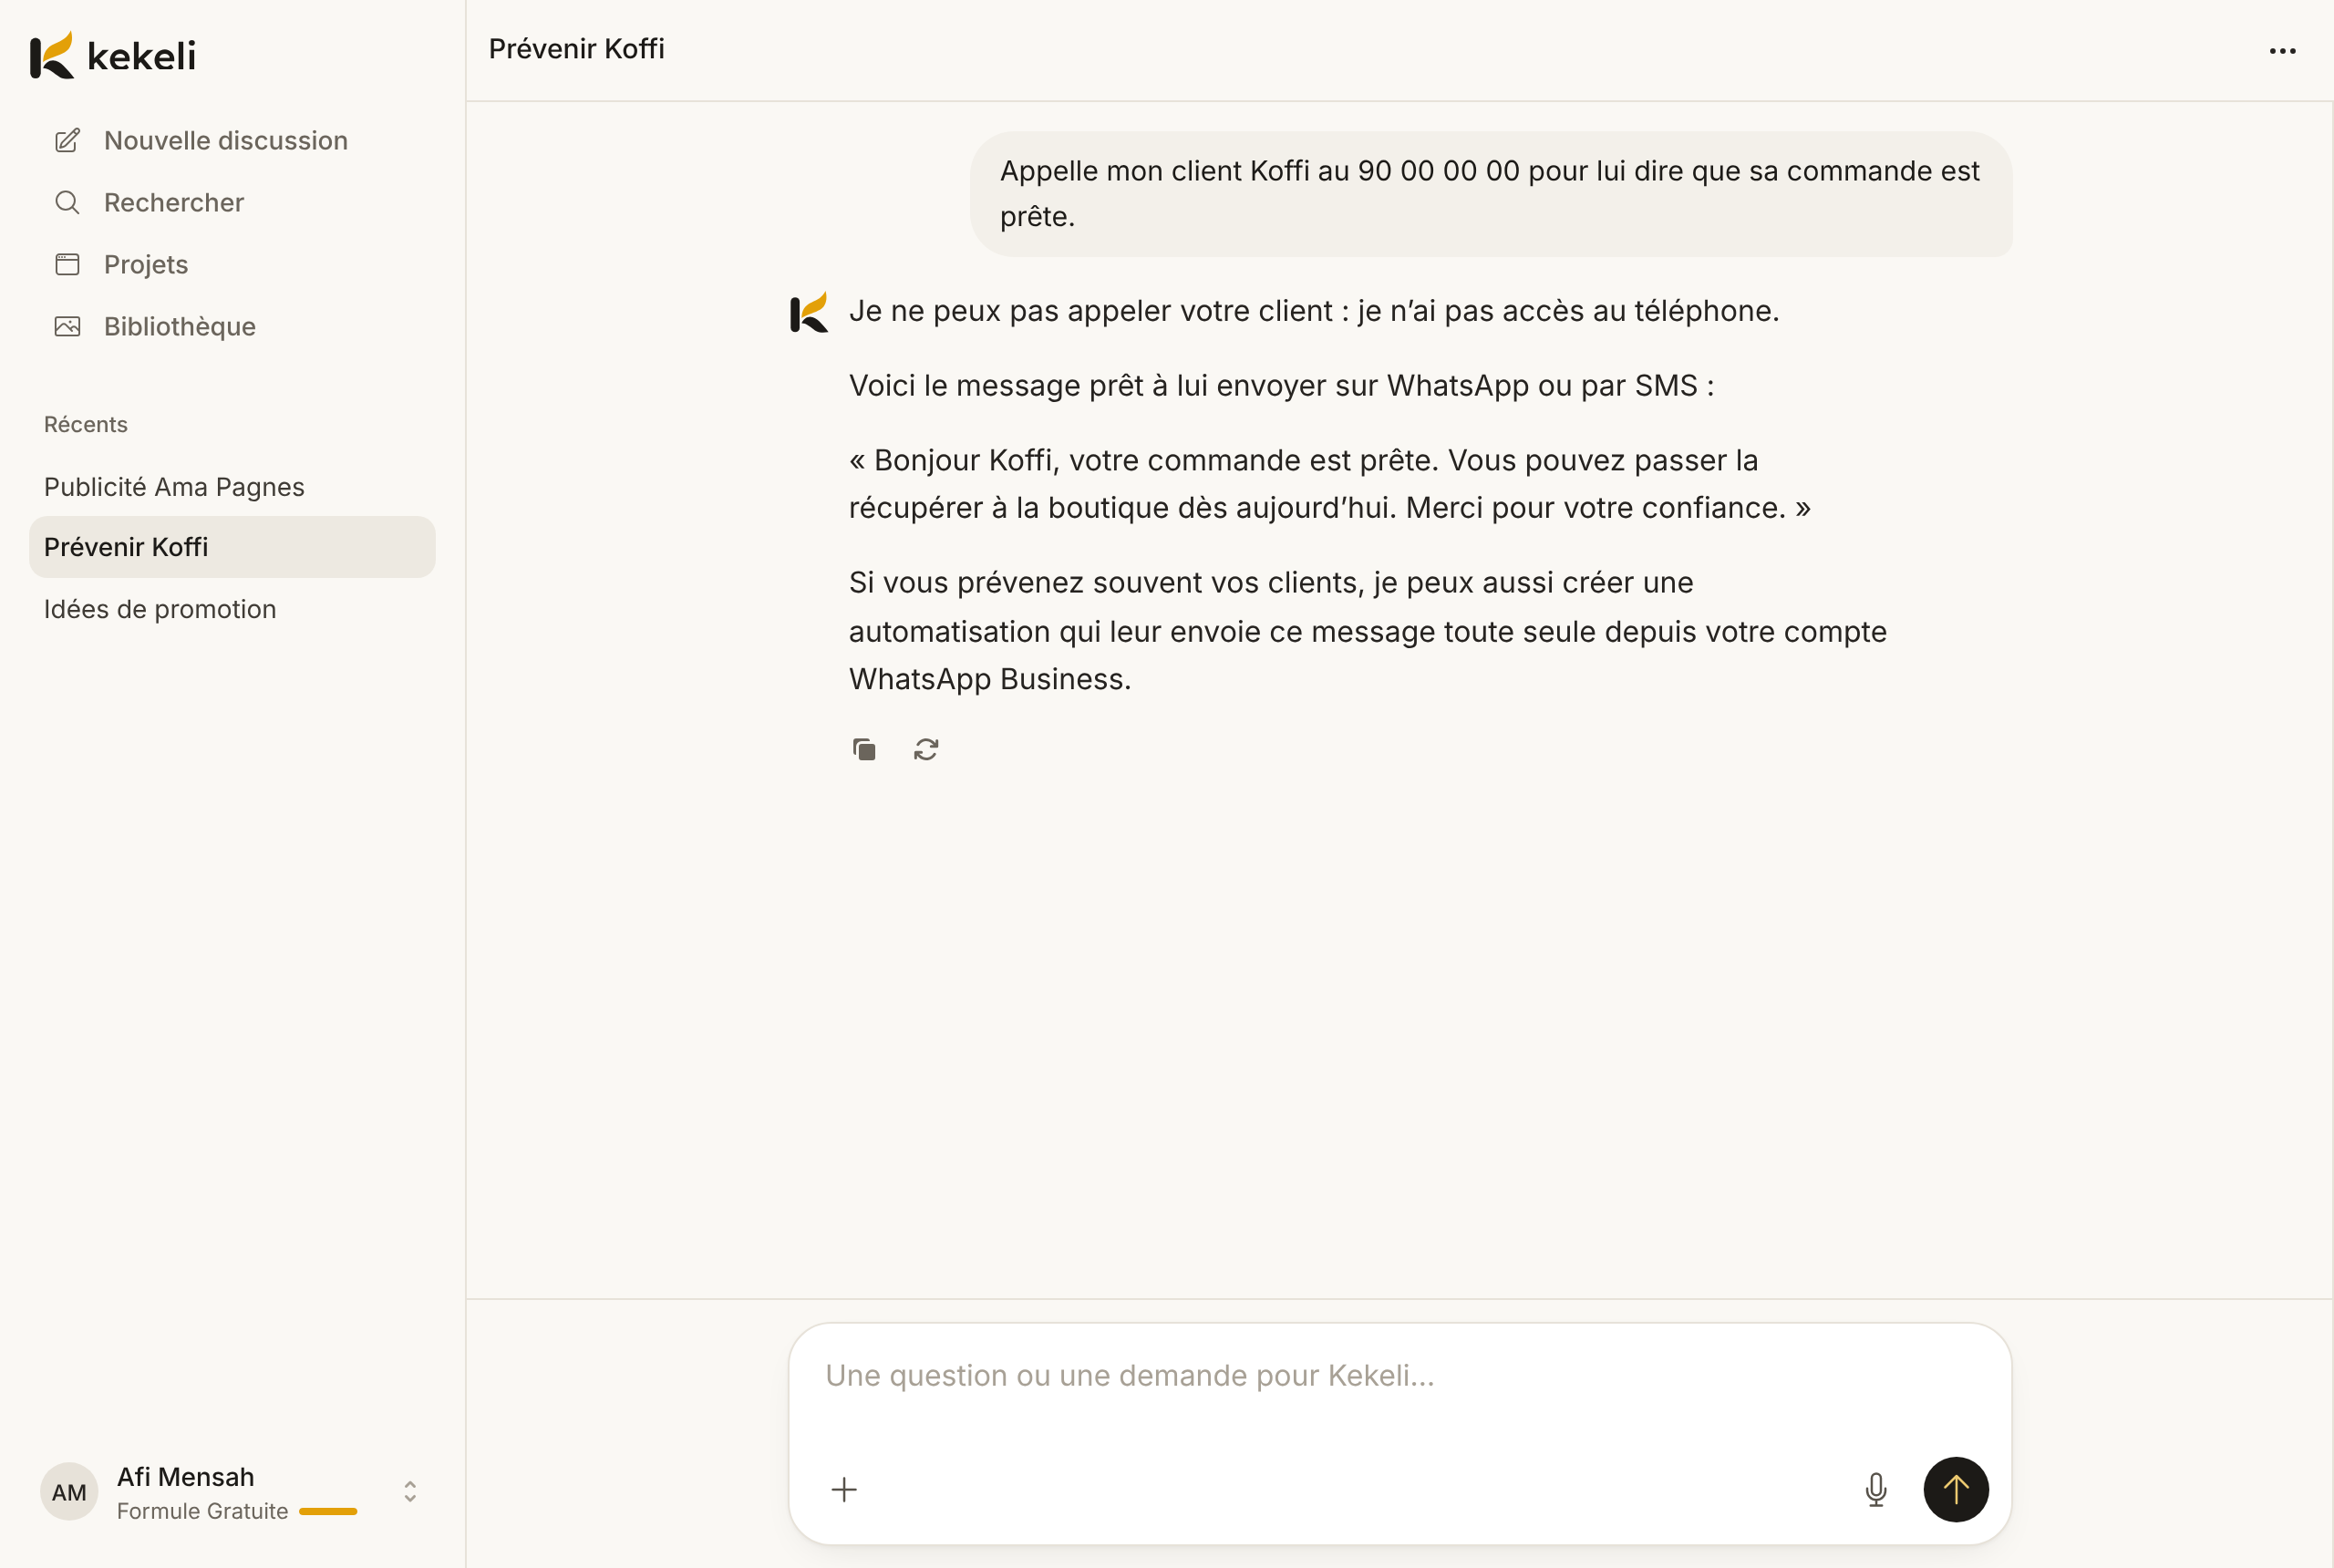 kekeli
Nouvelle discussion
Rechercher
Projets
Bibliothèque
Récents
Publicité Ama Pagnes
Prévenir Koffi
Idées de promotion
AM
Afi Mensah
Formule Gratuite
Prévenir Koffi
Appelle mon client Koffi au 90 00 00 00 pour lui dire que sa commande est
prête.
Je ne peux pas appeler votre client : je n’ai pas accès au téléphone.
Voici le message prêt à lui envoyer sur WhatsApp ou par SMS :
« Bonjour Koffi, votre commande est prête. Vous pouvez passer la
récupérer à la boutique dès aujourd’hui. Merci pour votre confiance. »
Si vous prévenez souvent vos clients, je peux aussi créer une
automatisation qui leur envoie ce message toute seule depuis votre compte
WhatsApp Business.
Une question ou une demande pour Kekeli...